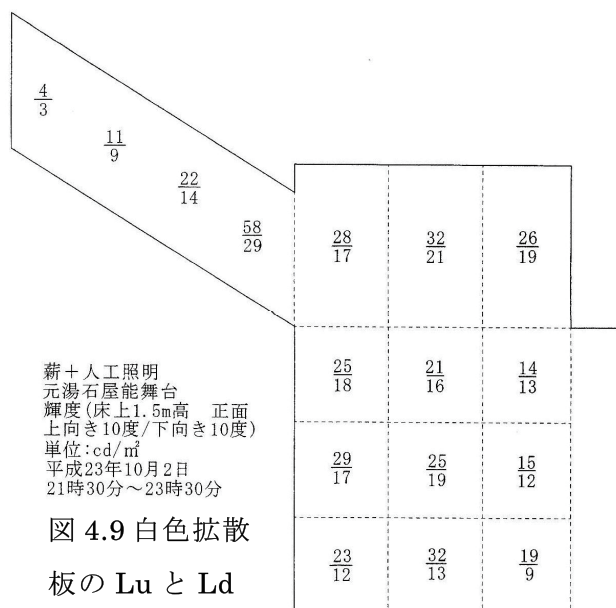 4/3
11/9
22/14
58/29
28/17 32/21 26/19
25/18 21/16 14/13
29/17 25/19 15/12
23/12 32/13 19/9
薪＋人工照明
元湯石屋能舞台
輝度(床上1.5m高　正面
上向き10度/下向き10度)
単位:cd/㎡
平成23年10月2日
21時30分～23時30分
図 4.9 白色拡散
板の Lu と Ld